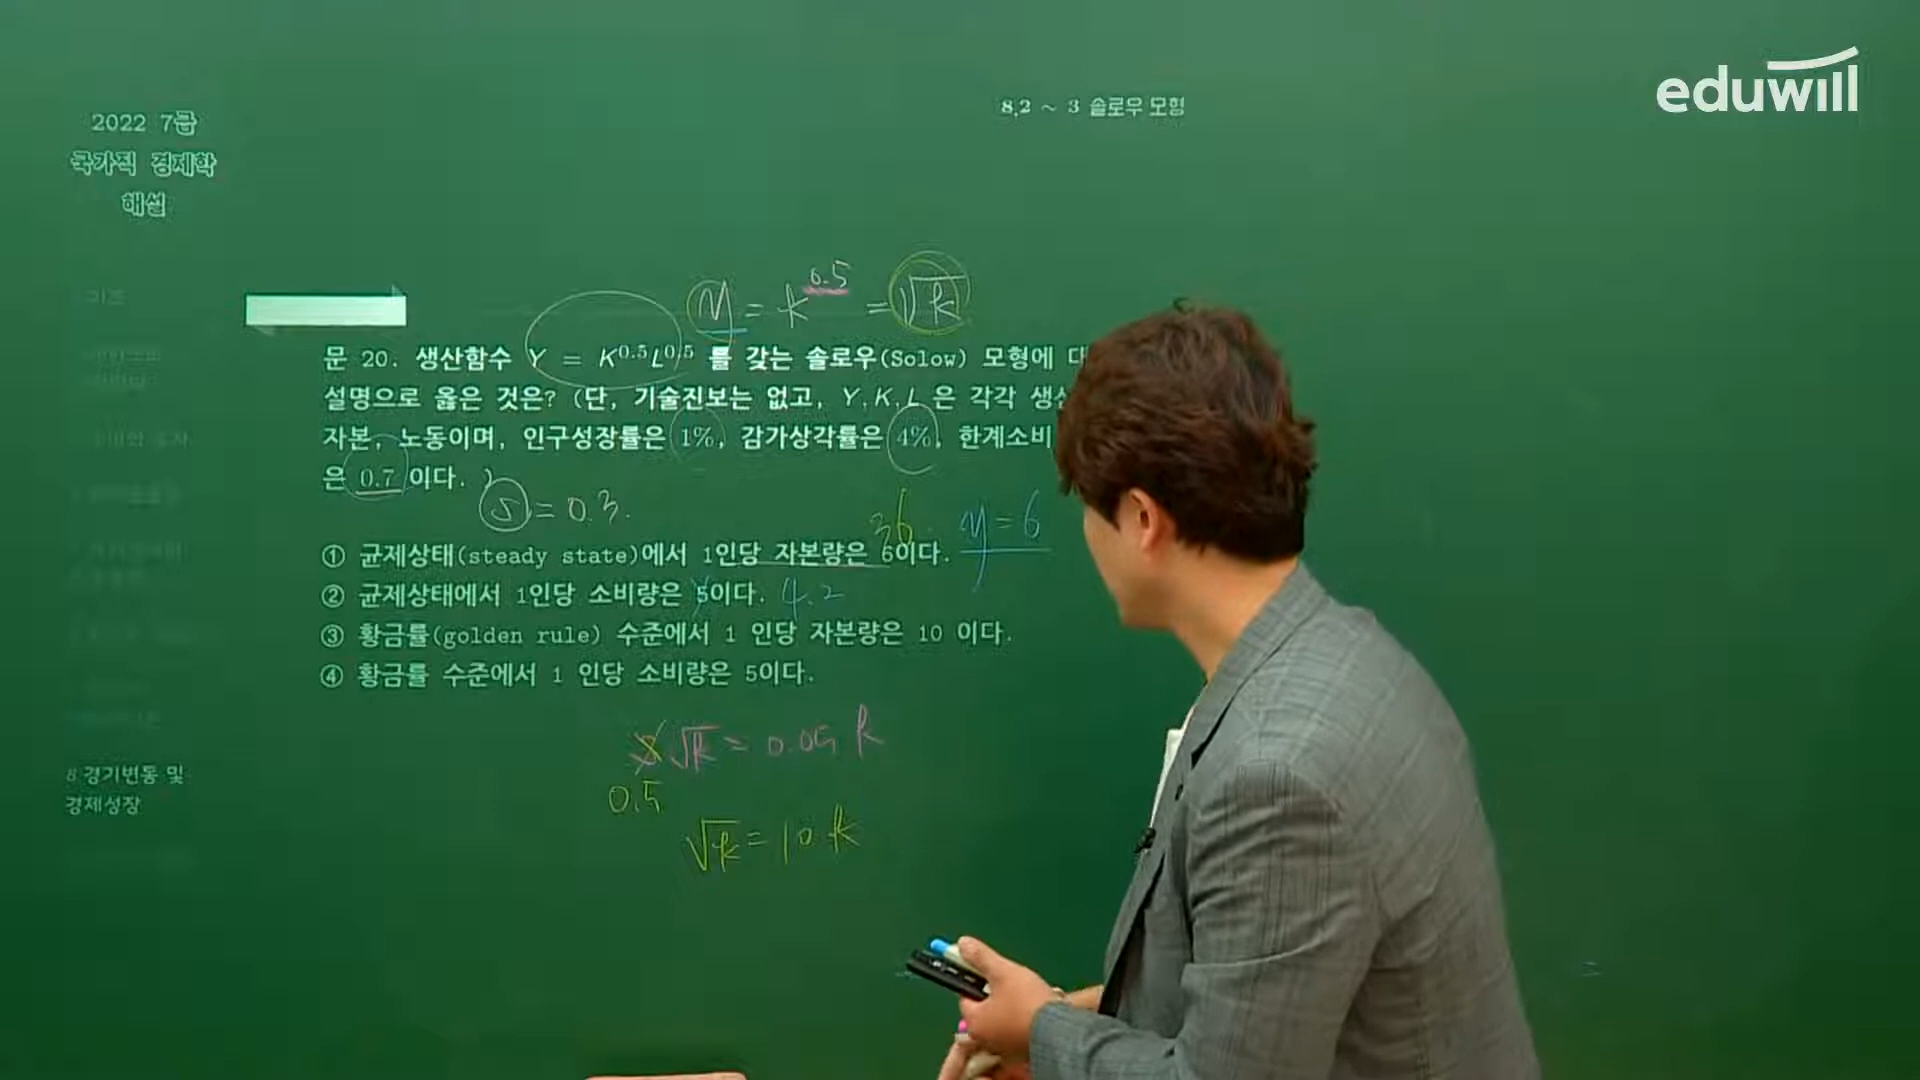 eduwill
8.2 ~ 3 솔로우 모형
2022 7급
국가직 경제학
해설
y = k^0.5 = √k
문 20. 생산함수 Y = K^0.5L^0.5 를 갖는 솔로우(Solow) 모형에 대
설명으로 옳은 것은? (단, 기술진보는 없고, Y,K,L 은 각각 생산
자본, 노동이며, 인구성장률은 1%, 감가상각률은 4%, 한계소비
은 0.7 이다. )
s = 0.3.
36. y = 6
① 균제상태(steady state)에서 1인당 자본량은 6이다.
② 균제상태에서 1인당 소비량은 5이다. 4.2
③ 황금률(golden rule) 수준에서 1 인당 자본량은 10 이다.
④ 황금률 수준에서 1 인당 소비량은 5이다.
√k = 0.05 k
0.5
√k = 10 k
8 경기변동 및
경제성장